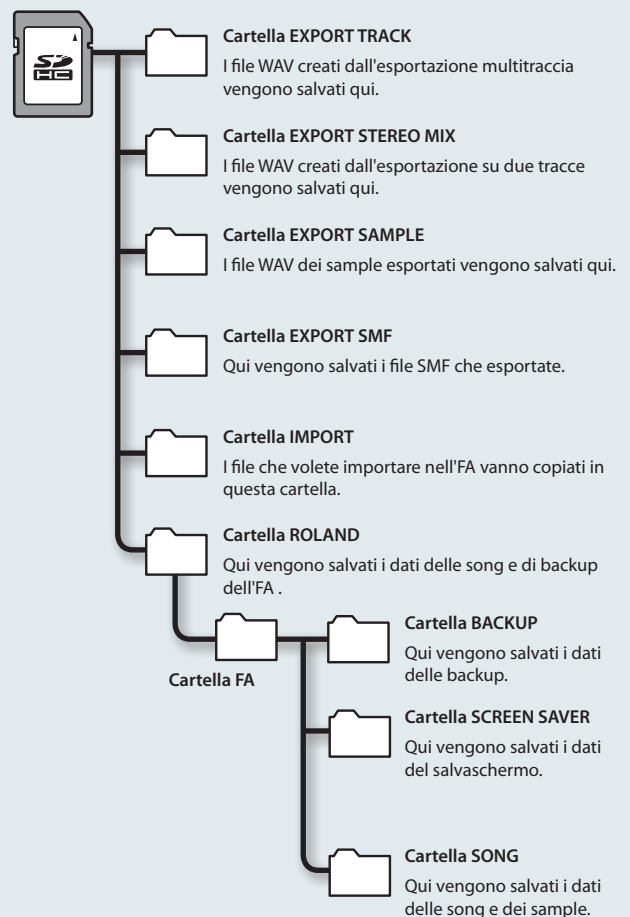 SD
HC
Cartella EXPORT TRACK
I file WAV creati dall'esportazione multitraccia
vengono salvati qui.
Cartella EXPORT STEREO MIX
I file WAV creati dall'esportazione su due tracce
vengono salvati qui.
Cartella EXPORT SAMPLE
I file WAV dei sample esportati vengono salvati qui.
Cartella EXPORT SMF
Qui vengono salvati i file SMF che esportate.
Cartella IMPORT
I file che volete importare nell'FA vanno copiati in
questa cartella.
Cartella ROLAND
Qui vengono salvati i dati delle song e di backup
dell'FA .
Cartella FA
Cartella BACKUP
Qui vengono salvati i dati
delle backup.
Cartella SCREEN SAVER
Qui vengono salvati i dati
del salvaschermo.
Cartella SONG
Qui vengono salvati i dati
delle song e dei sample.